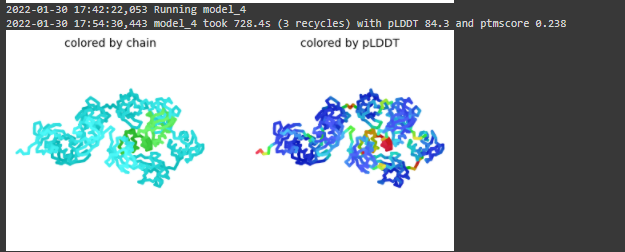 2022-01-30 17:42:22,053 Running model_4
2022-01-30 17:54:30,443 model_4 took 728.4s (3 recycles) with pLDDT 84.3 and ptmscore 0.238
colored by chain
colored by pLDDT